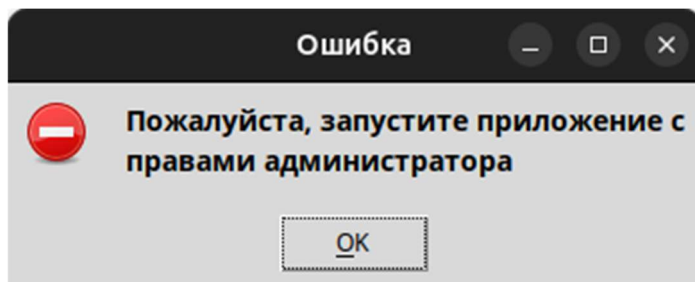 Ошибка
Пожалуйста, запустите приложение с
правами администратора
OK